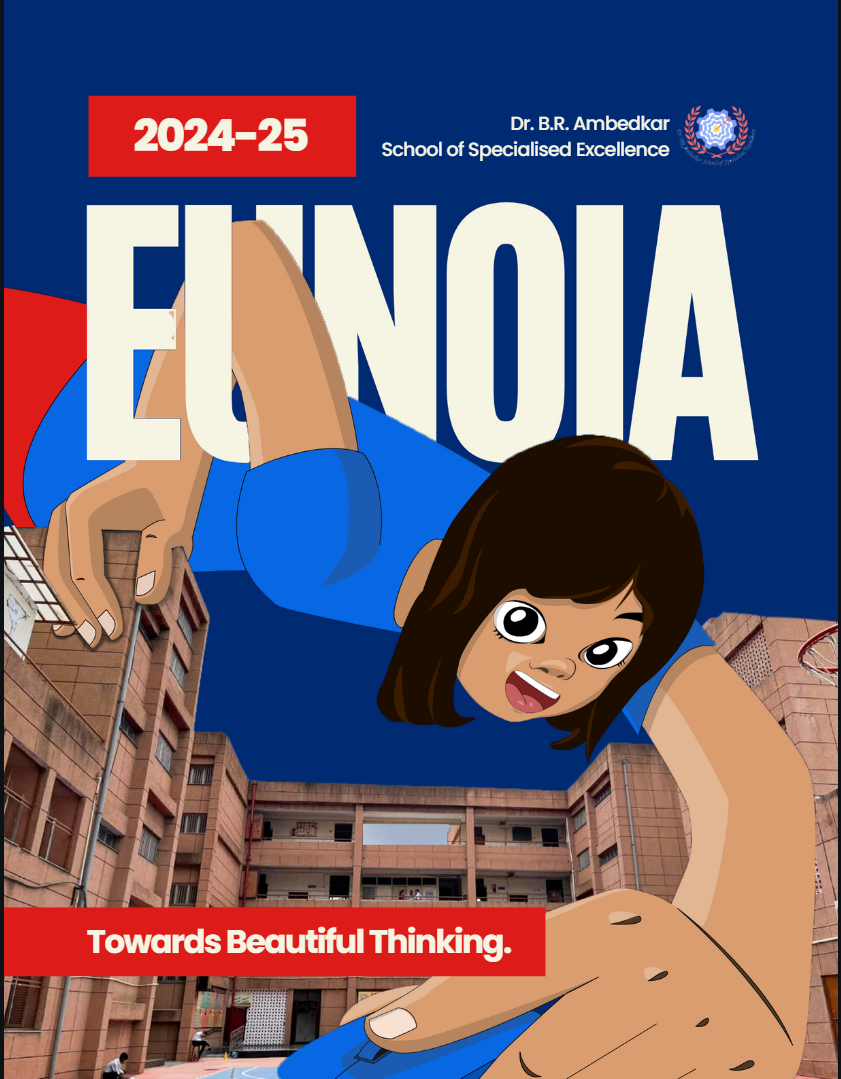 2024-25
Dr. B.R. Ambedkar
School of Specialised Excellence
EUNOIA
Towards Beautiful Thinking.